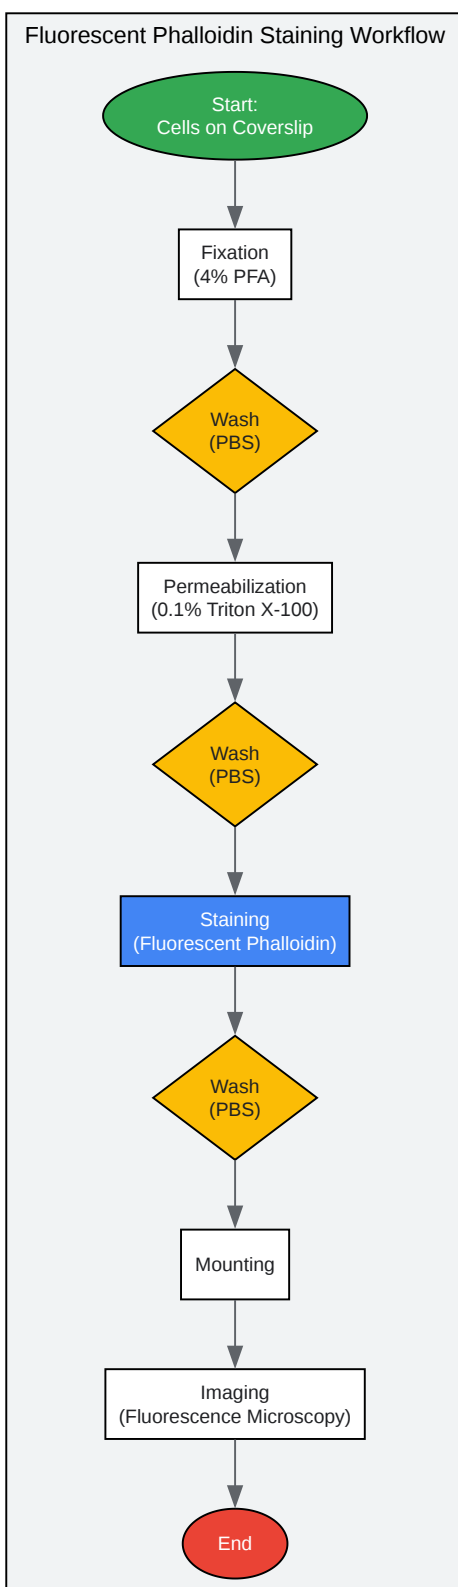 Fluorescent Phalloidin Staining Workflow
Start:
Cells on Coverslip
Fixation
(4% PFA)
Wash
(PBS)
Permeabilization
(0.1% Triton X-100)
Wash
(PBS)
Staining
(Fluorescent Phalloidin)
Wash
(PBS)
Mounting
Imaging
(Fluorescence Microscopy)
End